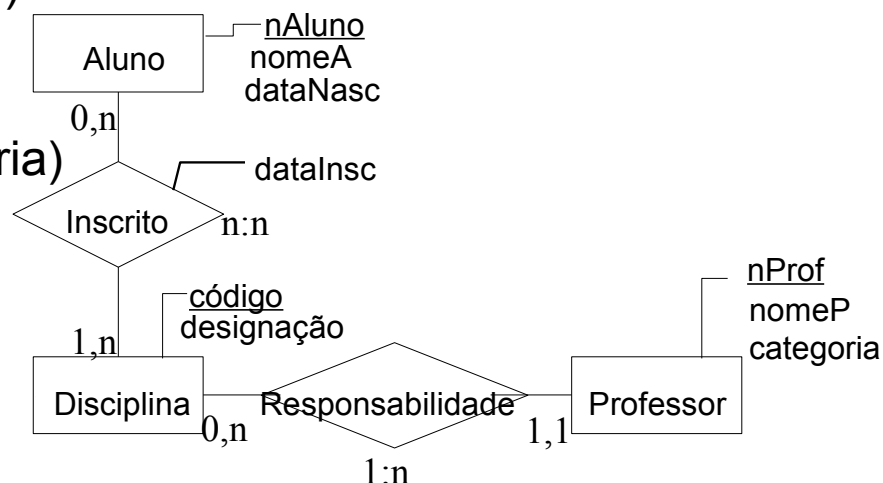 )
nAluno
Aluno
nomeA
dataNasc
0,n
ria)
dataInsc
Inscrito
n:n
código
designação
nProf
nomeP
categoria
1,n
Disciplina
Responsabilidade
Professor
0,n
1,1
1:n